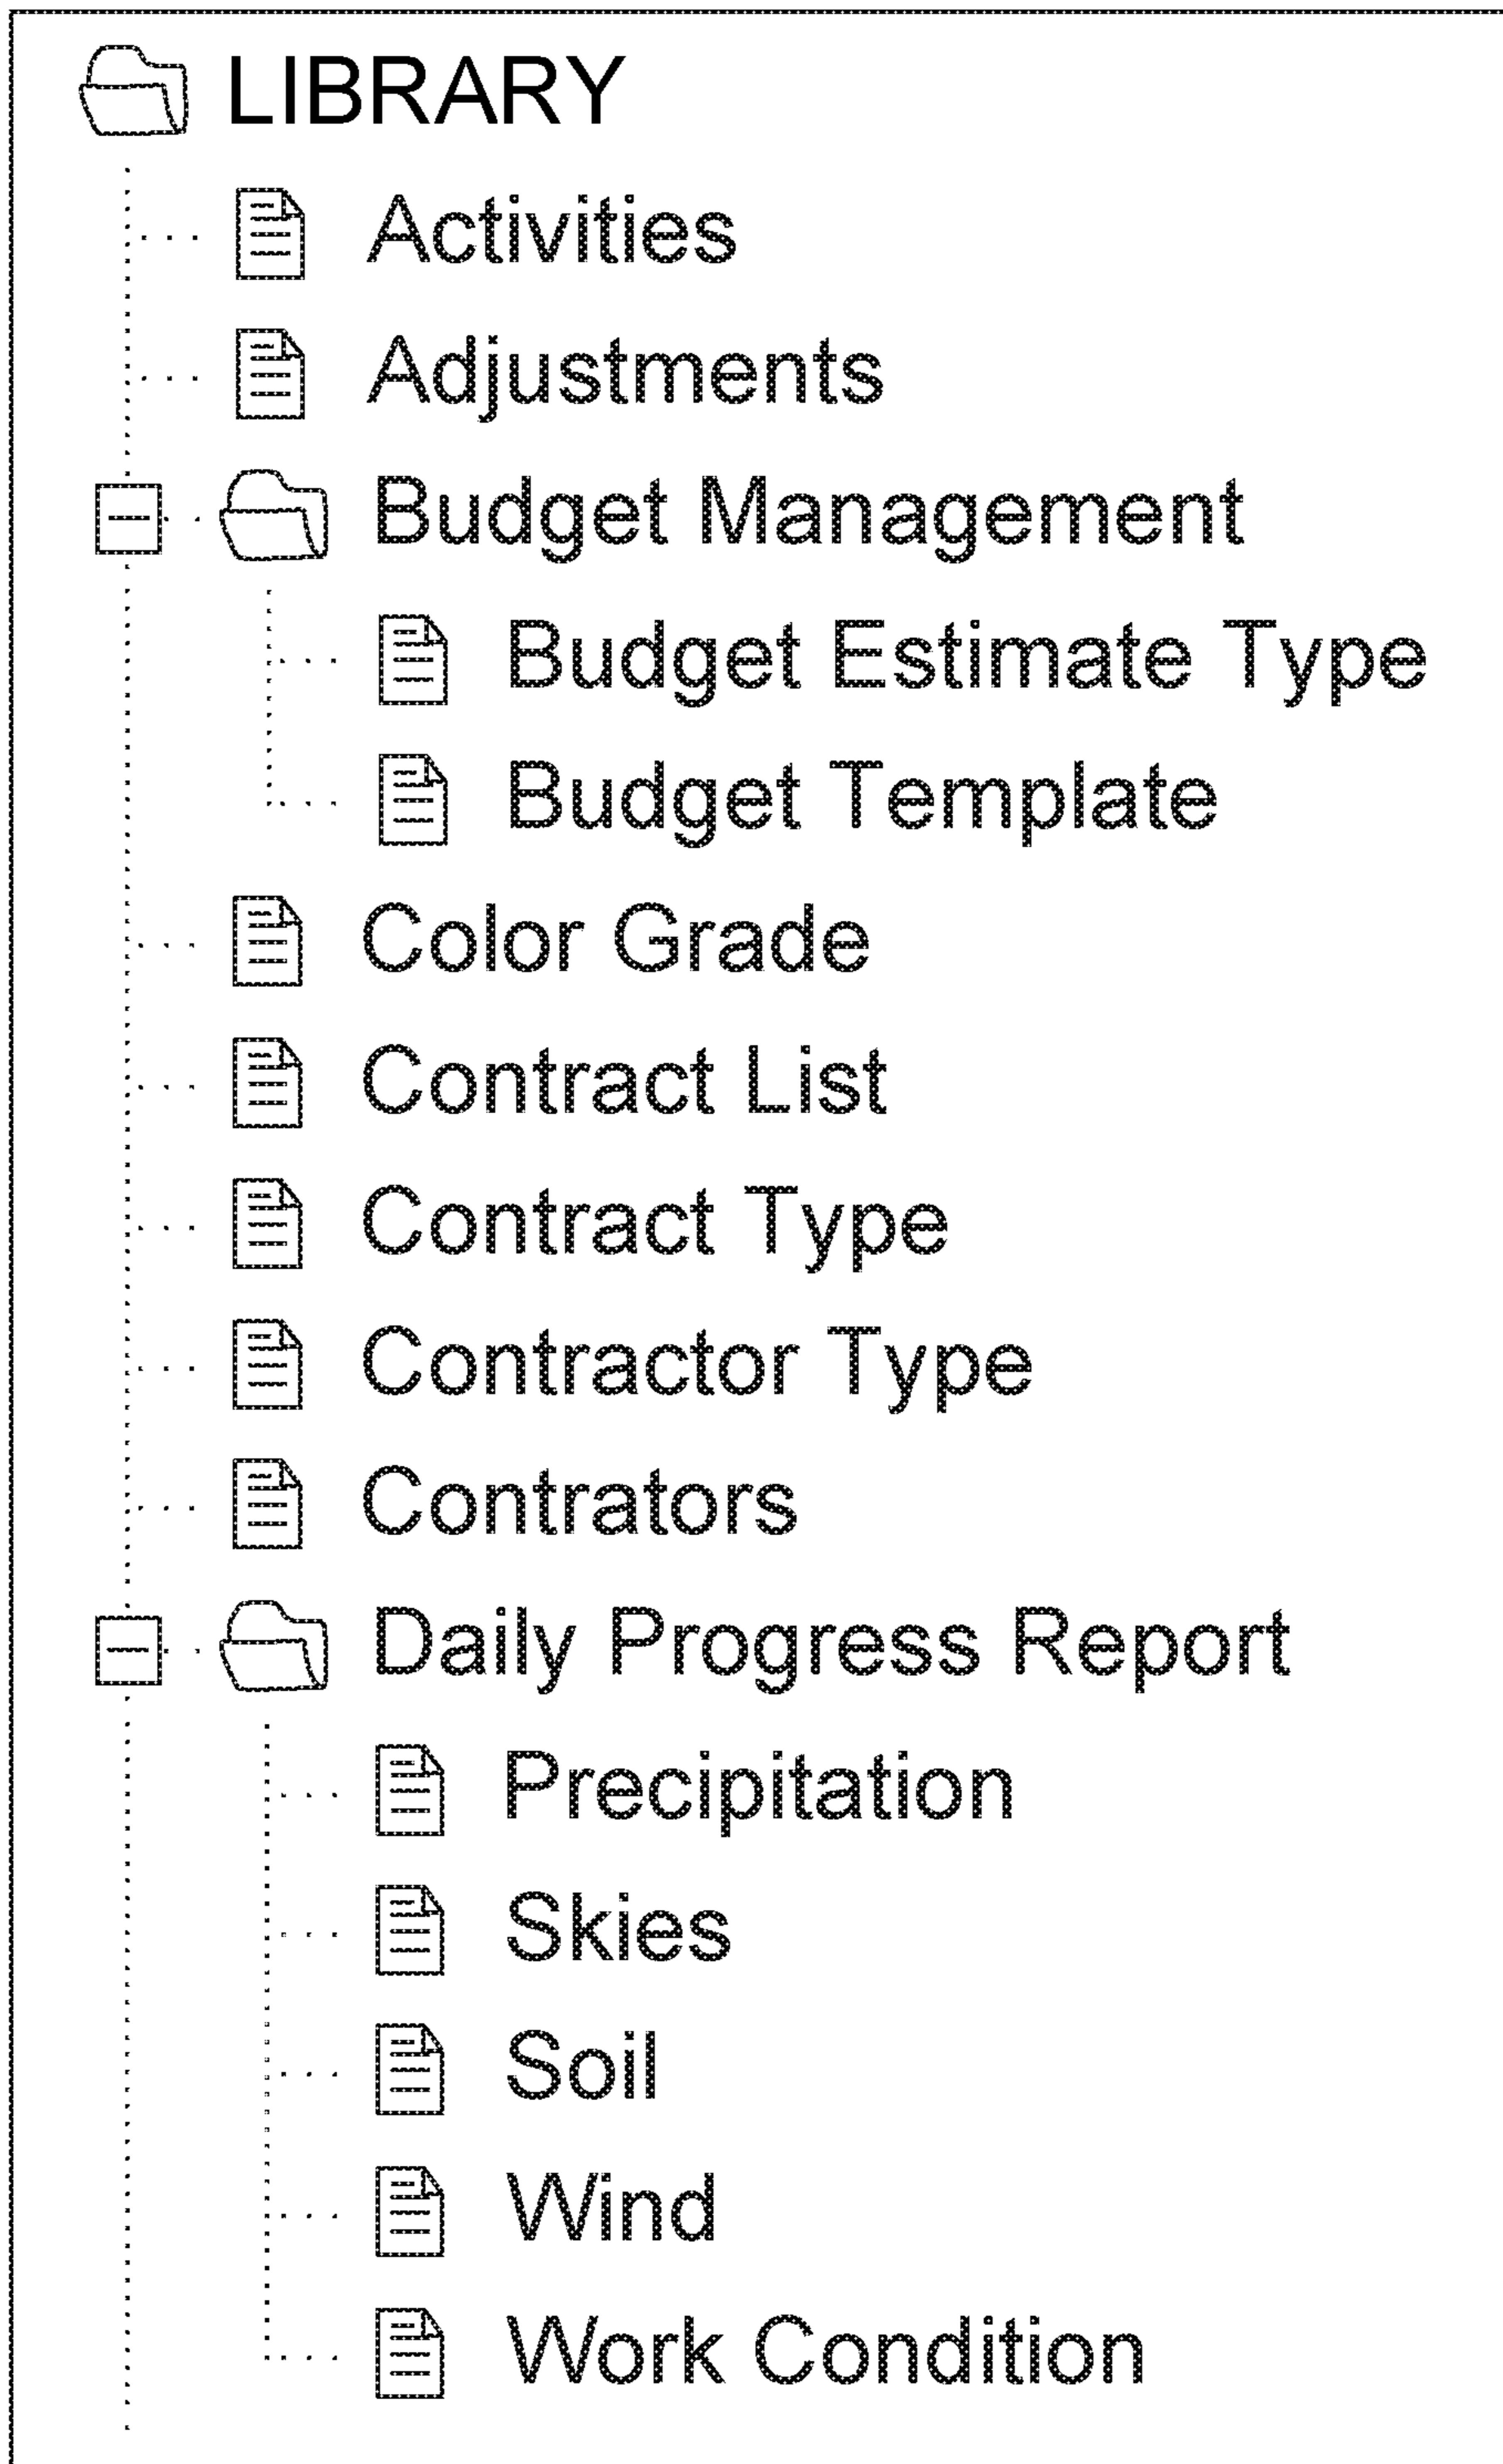 LIBRARY
Activities
Adjustments
Budget Management
Budget Estimate Type
Budget Template
Color Grade
Contract List
Contract Type
Contractor Type
Contrators
Daily Progress Report
Precipitation
Skies
Soil
Wind
Work Condition